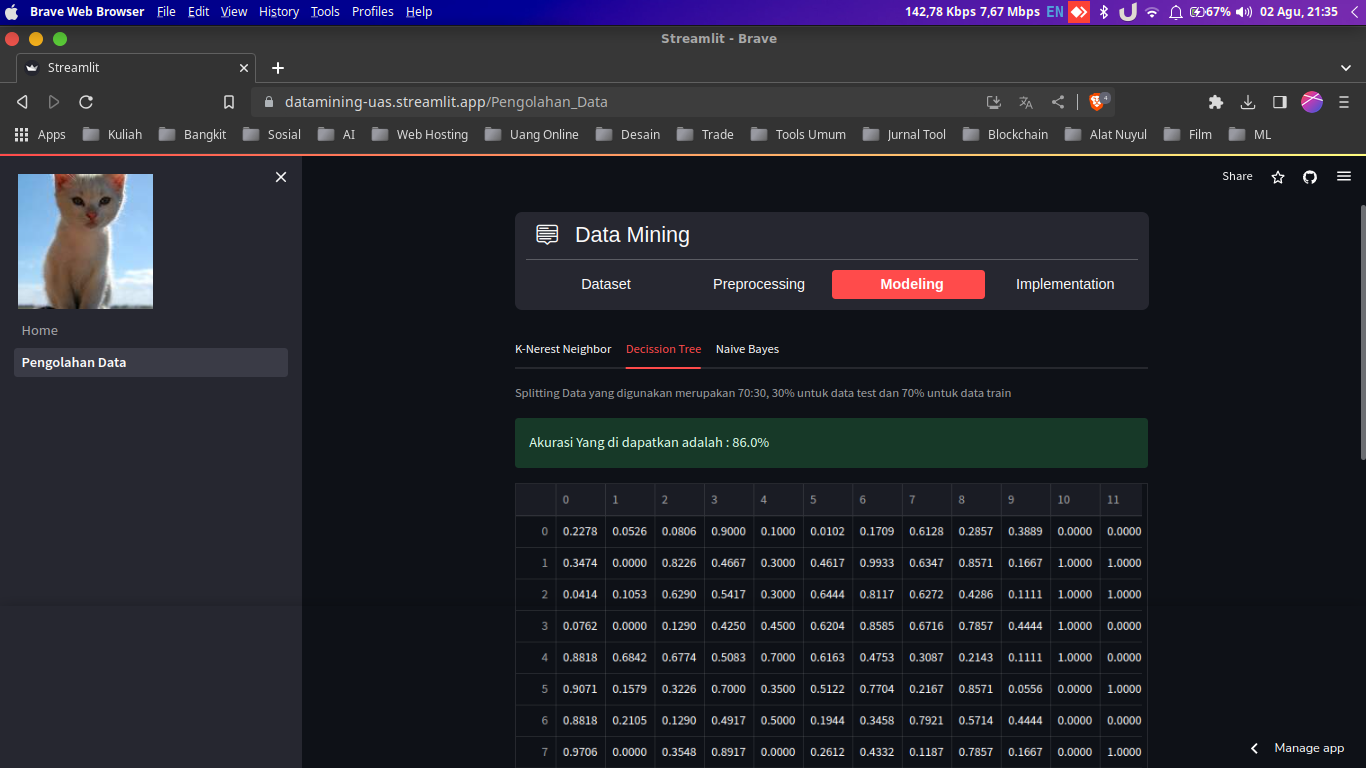 Brave Web Browser File Edit View History Tools Profiles Help 142,78 Kbps 7,67 Mbps EN 67% 02 Agu, 21:35
Streamlit - Brave
Streamlit
datamining-uas.streamlit.app/Pengolahan_Data
4
Apps Kuliah Bangkit Sosial AI Web Hosting Uang Online Desain Trade Tools Umum Jurnal Tool Blockchain Alat Nuyul Film ML
Share
Home
Pengolahan Data
Data Mining
Dataset Preprocessing Modeling Implementation
K-Nerest Neighbor Decission Tree Naive Bayes
Splitting Data yang digunakan merupakan 70:30, 30% untuk data test dan 70% untuk data train
Akurasi Yang di dapatkan adalah : 86.0%
0 1 2 3 4 5 6 7 8 9 10 11
0 0.2278 0.0526 0.0806 0.9000 0.1000 0.0102 0.1709 0.6128 0.2857 0.3889 0.0000 0.0000
1 0.3474 0.0000 0.8226 0.4667 0.3000 0.4617 0.9933 0.6347 0.8571 0.1667 1.0000 1.0000
2 0.0414 0.1053 0.6290 0.5417 0.3000 0.6444 0.8117 0.6272 0.4286 0.1111 1.0000 1.0000
3 0.0762 0.0000 0.1290 0.4250 0.4500 0.6204 0.8585 0.6716 0.7857 0.4444 1.0000 0.0000
4 0.8818 0.6842 0.6774 0.5083 0.7000 0.6163 0.4753 0.3087 0.2143 0.1111 1.0000 0.0000
5 0.9071 0.1579 0.3226 0.7000 0.3500 0.5122 0.7704 0.2167 0.8571 0.0556 0.0000 1.0000
6 0.8818 0.2105 0.1290 0.4917 0.5000 0.1944 0.3458 0.7921 0.5714 0.4444 0.0000 0.0000
7 0.9706 0.0000 0.3548 0.8917 0.0000 0.2612 0.4332 0.1187 0.7857 0.1667 0.0000 1.0000
Manage app